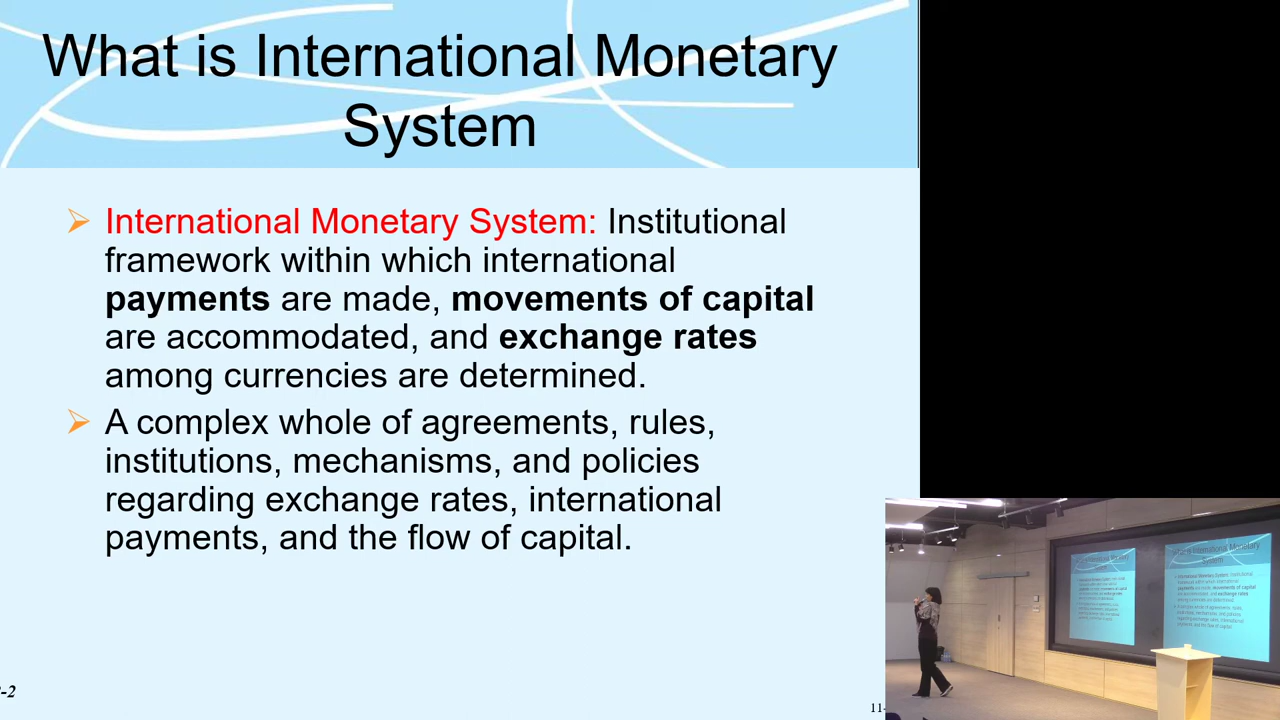 What is International Monetary
System
➢ International Monetary System: Institutional
framework within which international
payments are made, movements of capital
are accommodated, and exchange rates
among currencies are determined.
➢ A complex whole of agreements, rules,
institutions, mechanisms, and policies
regarding exchange rates, international
payments, and the flow of capital.
-2
11-